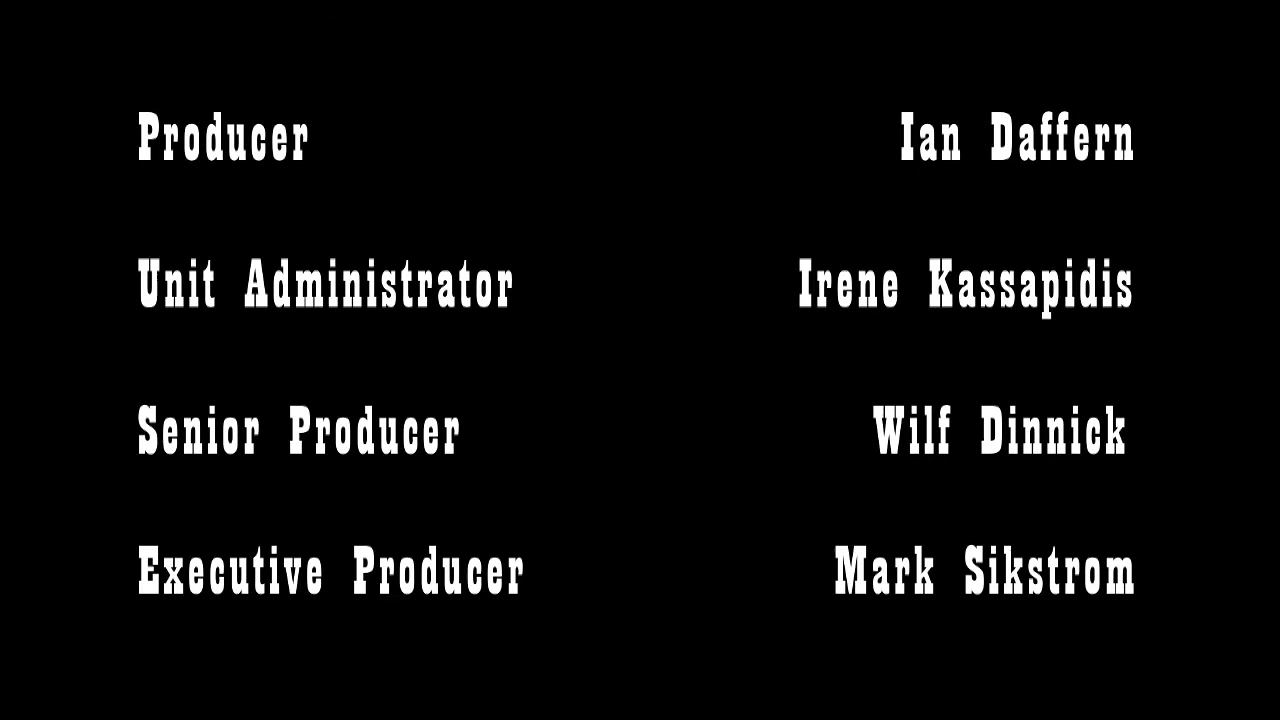 Producer Ian Daffern
Unit Administrator Irene Kassapidis
Senior Producer Wilf Dinnick
Executive Producer Mark Sikstrom